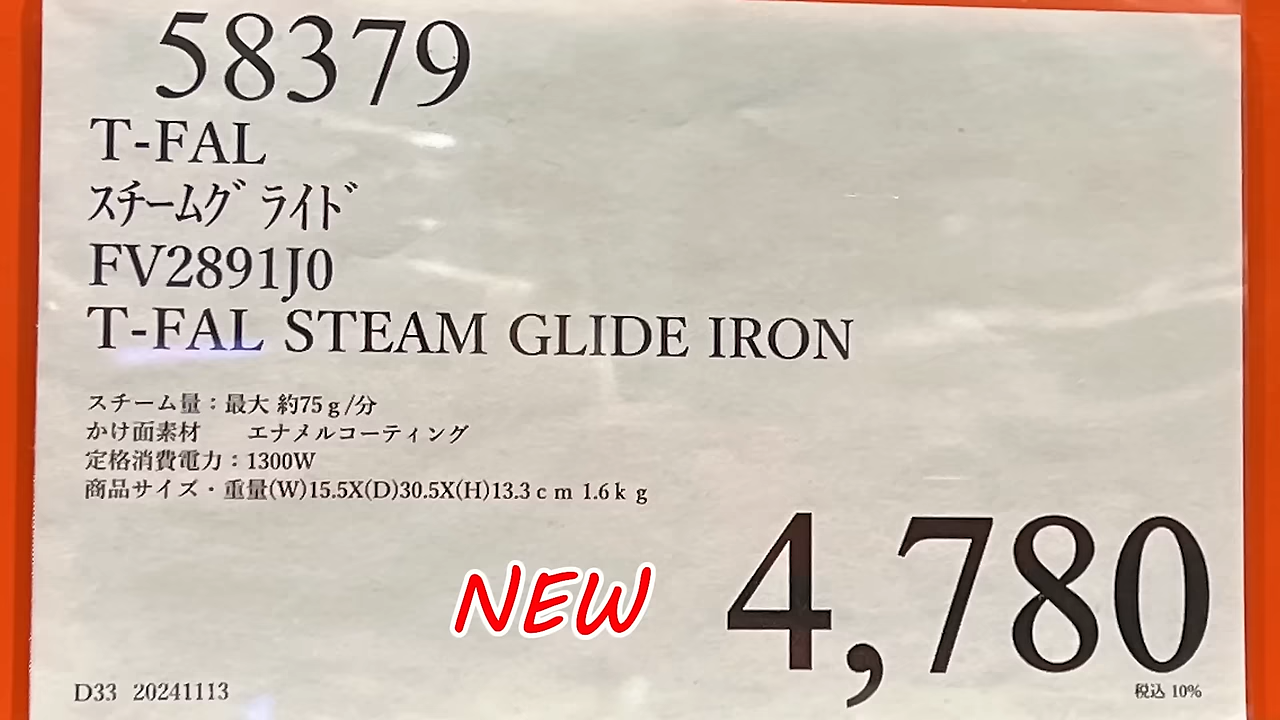 58379
T-FAL
スチームグライド
FV2891J0
T-FAL STEAM GLIDE IRON
スチーム量：最大 約75g/分
かけ面素材　　エナメルコーティング
定格消費電力：1300W
商品サイズ・重量(W)15.5X(D)30.5X(H)13.3cm 1.6kg
NEW
4,780
税込 10%
D33 20241113